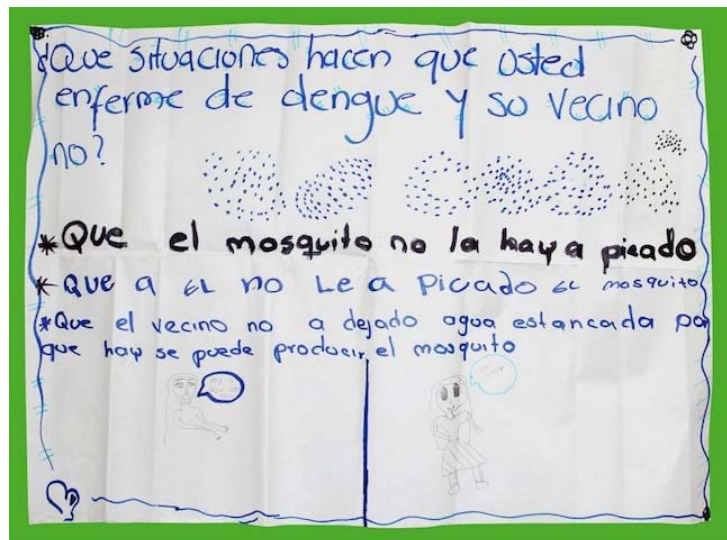 ¿Que situaciones hacen que usted
enferme de dengue y su vecino
no?
*Que el mosquito no la haya picado
*Que a EL no Le a Picado EL mosquito
*Que el vecino no a dejado agua estancada por
que hay se puede producir el mosquito